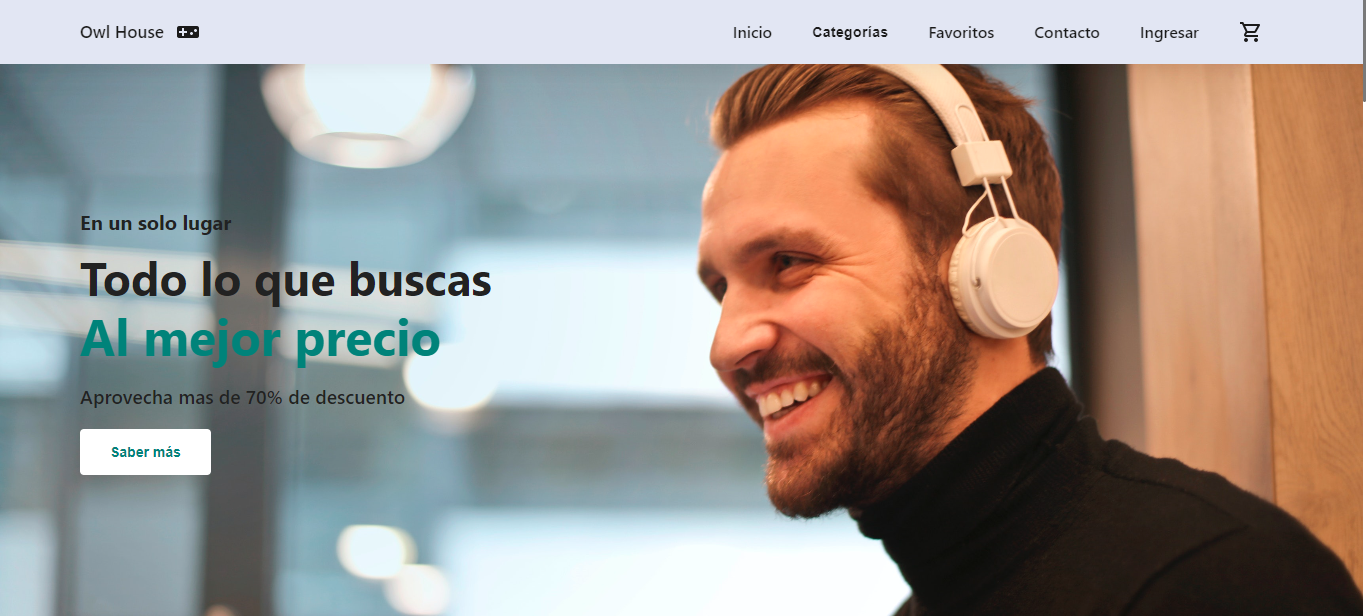 Owl House
Inicio Categorías Favoritos Contacto Ingresar
En un solo lugar
Todo lo que buscas
Al mejor precio
Aprovecha mas de 70% de descuento
Saber más